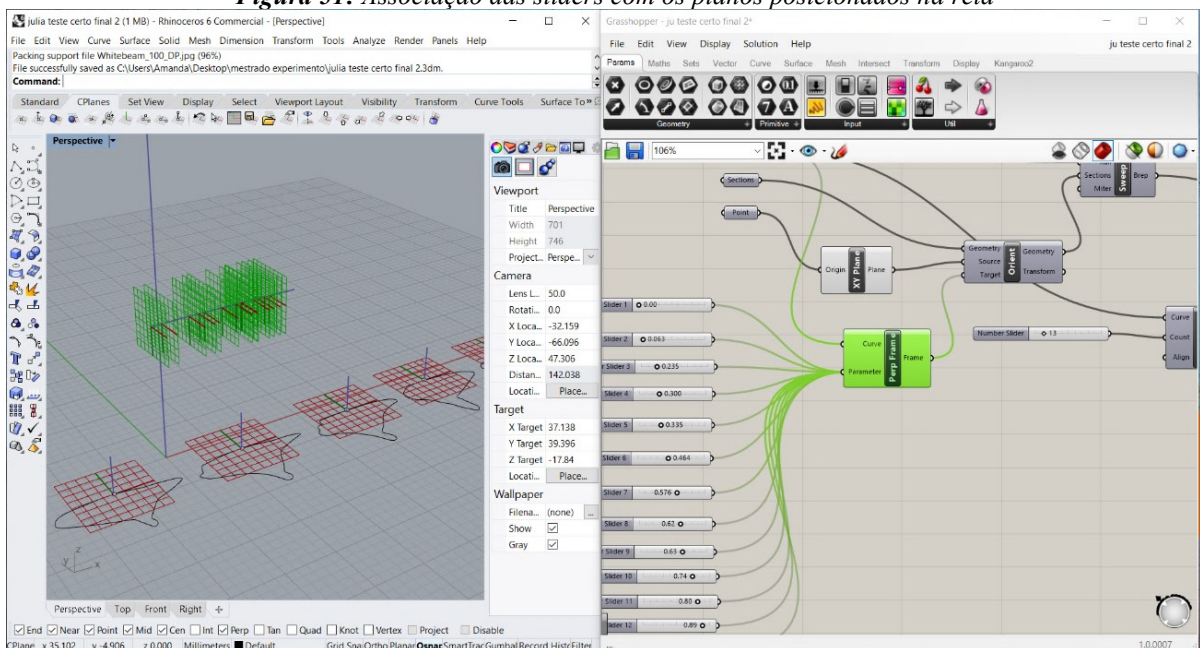 Figura 31: Associação das sliders com os planos posicionados na reta
julia teste certo final 2 (1 MB) - Rhinoceros 6 Commercial - [Perspective]
File Edit View Curve Surface Solid Mesh Dimension Transform Tools Analyze Render Panels Help
Packing support file Whitebeam_100_DP.jpg (96%)
File successfully saved as C:\Users\Amanda\Desktop\mestrado experimento\julia teste certo final 2.3dm.
Command:
Standard CPlanes Set View Display Select Viewport Layout Visibility Transform Curve Tools Surface To
Perspective
z
y
x
Viewport
Title Perspective
Width 701
Height 746
Project... Perspe...
Camera
Lens L... 50.0
Rotati... 0.0
X Loca... -32.159
Y Loca... -66.096
Z Loca... 47.306
Distan... 142.038
Locati... Place...
Target
X Target 37.138
Y Target 39.396
Z Target -17.84
Locati... Place...
Wallpaper
Filena... (none) ...
Show
Gray
Perspective Top Front Right
End Near Point Mid Cen Int Perp Tan Quad Knot Vertex Project Disable
CPlane x 35.102 y -4.906 z 0.000 Millimeters Default Grid Snap Ortho Planar Osnap SmartTrac Gumbal Record Histo Filter
Grasshopper - ju teste certo final 2*
File Edit View Display Solution Help
ju teste certo final 2
Params Maths Sets Vector Curve Surface Mesh Intersect Transform Display Kangaroo2
Geometry Primitive Input Util
106%
Sections
Point
Origin XY Plane Plane
Geometry Source Target Orient Geometry Transform
Sections Miter Sweep Brep
Number Slider 13
Curve Count Align
Curve Parameter Perp Frame Frame
Slider 1 0.00
Slider 2 0.063
Slider 3 0.235
Slider 4 0.300
Slider 5 0.335
Slider 6 0.464
Slider 7 0.576
Slider 8 0.62
Slider 9 0.63
Slider 10 0.74
Slider 11 0.80
lider 12 0.89
1.0.0007